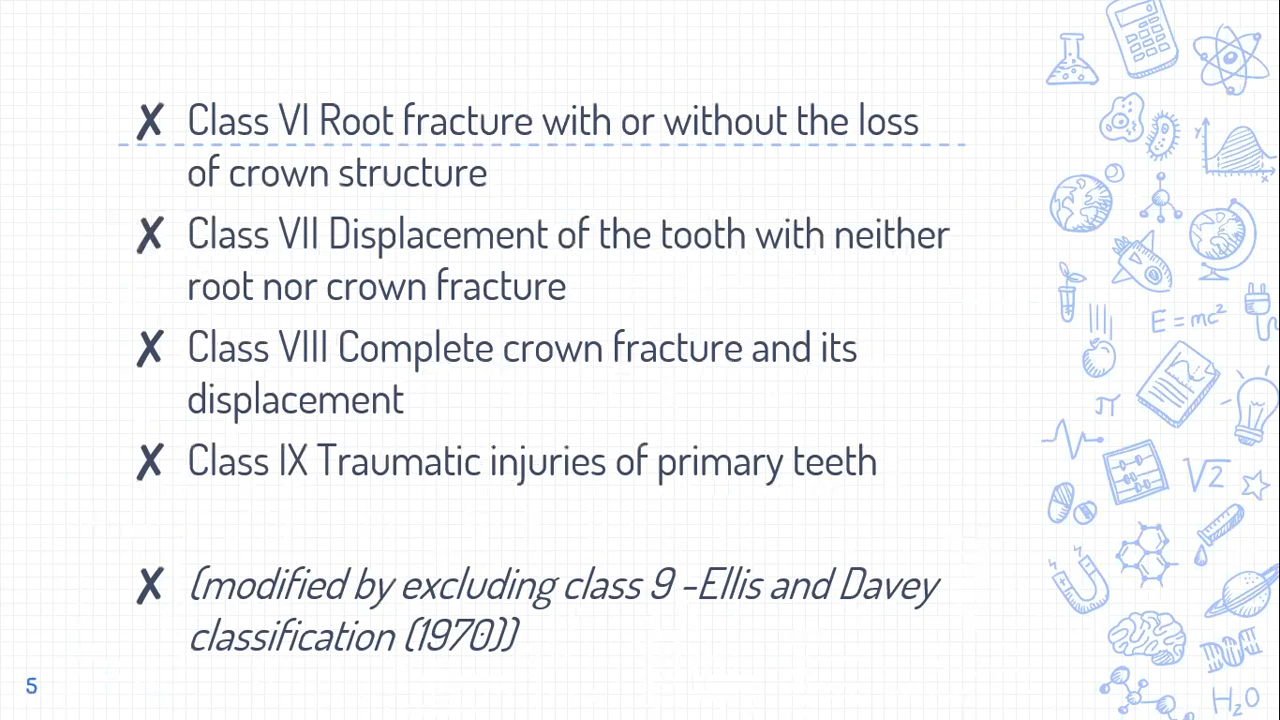 ✗ Class VI Root fracture with or without the loss
of crown structure
✗ Class VII Displacement of the tooth with neither
root nor crown fracture
✗ Class VIII Complete crown fracture and its
displacement
✗ Class IX Traumatic injuries of primary teeth
✗ (modified by excluding class 9 -Ellis and Davey
classification (1970))
5
Y
X
E = mc²
π
√2
H₂O